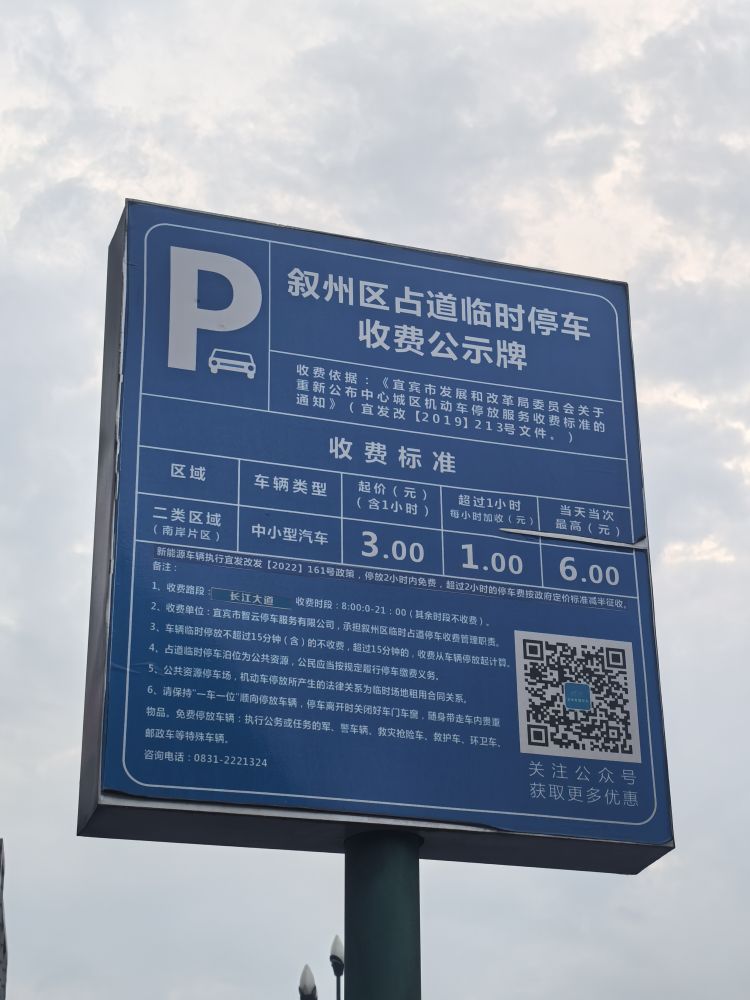 P
叙州区占道临时停车
收费公示牌
收费依据：《宜宾市发展和改革局委员会关于
重新公布中心城区机动车停放服务收费标准的
通知》（宜发改【2019】213号文件。）
收费标准
区域 车辆类型 起价（元） 超过1小时 当天当次
（含1小时） 每小时加收（元） 最高（元）
二类区域 中小型汽车 3.00 1.00 6.00
（南岸片区）
新能源车辆执行宜发改发【2022】161号政策，停放2小时内免费，超过2小时的停车费按政府定价标准减半征收。
备注：
1、收费路段：长江大道 收费时段：8:00:0-21：00（其余时段不收费）。
2、收费单位：宜宾市智云停车服务有限公司，承担叙州区临时占道停车收费管理职责。
3、车辆临时停放不超过15分钟（含）的不收费，超过15分钟的，收费从车辆停放起计算。
4、占道临时停车泊位为公共资源，公民应当按规定履行停车缴费义务。
5、公共资源停车场，机动车停放所产生的法律关系为临时场地租用合同关系。
6、请保持"一车一位"顺向停放车辆，停车离开时关闭好车门车窗，随身带走车内贵重
物品。免费停放车辆：执行公务或任务的军、警车辆、救灾抢险车、救护车、环卫车、
邮政车等特殊车辆。
咨询电话：0831-2221324
关注公众号
获取更多优惠